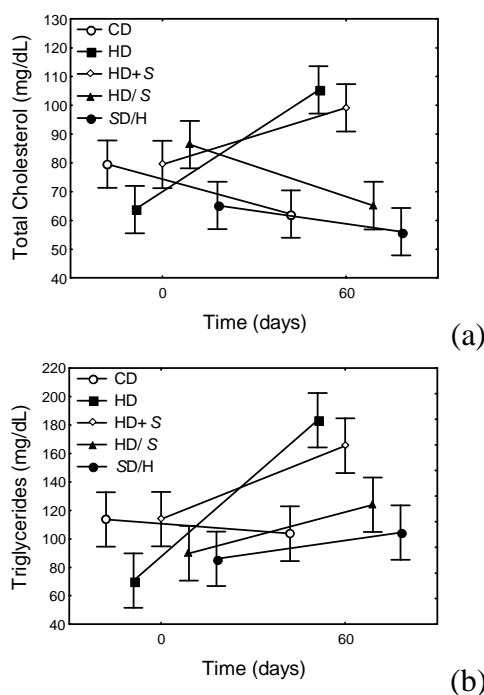 130
120
110
100
90
80
70
60
50
40
Total Cholesterol (mg/dL)
CD
HD
HD+ S
HD/ S
SD/H
0 60
Time (days)
(a)
220
200
180
160
140
120
100
80
60
40
Triglycerides (mg/dL)
CD
HD
HD+ S
HD/ S
SD/H
0 60
Time (days)
(b)